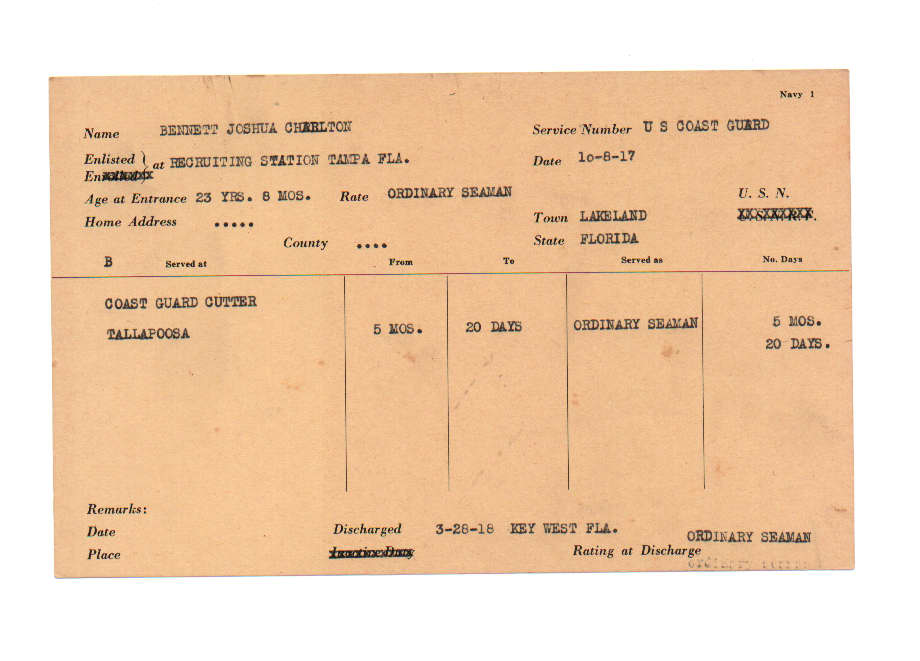 Navy 1
Name BENNETT JOSHUA CHARLTON Service Number U S COAST GUARD
Enlisted at RECRUITING STATION TAMPA FLA. Date 10-8-17
Age at Entrance 23 YRS. 8 MOS. Rate ORDINARY SEAMAN U. S. N.
Home Address ..... Town LAKELAND
County .... State FLORIDA
B Served at From To Served as No. Days
COAST GUARD CUTTER
TALLAPOOSA 5 MOS. 20 DAYS ORDINARY SEAMAN 5 MOS.
20 DAYS.
Remarks:
Date Discharged 3-28-18 KEY WEST FLA.
Place Rating at Discharge ORDINARY SEAMAN